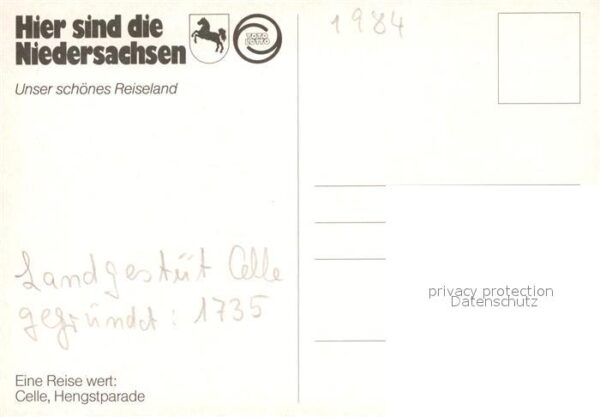 Hier sind die
Niedersachsen
TOTO
LOTTO
Unser schönes Reiseland
1984
Landgestüt Celle
gegründet: 1735
privacy protection
Datenschutz
Eine Reise wert:
Celle, Hengstparade